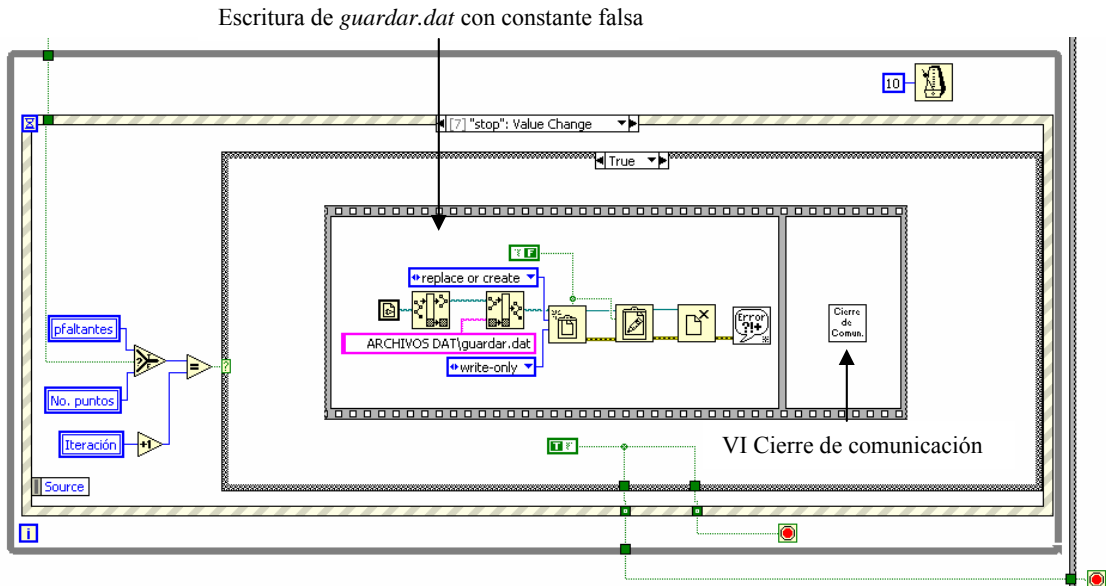 Escritura de guardar.dat con constante falsa
10
[7] "stop": Value Change
True
F
replace or create
pfaltantes
ARCHIVOS DAT\guardar.dat
Error
?!+
Cierre
de
Comun.
write-only
T
?
F
=
?
No. puntos
Iteración
+1
VI Cierre de comunicación
T
Source
i